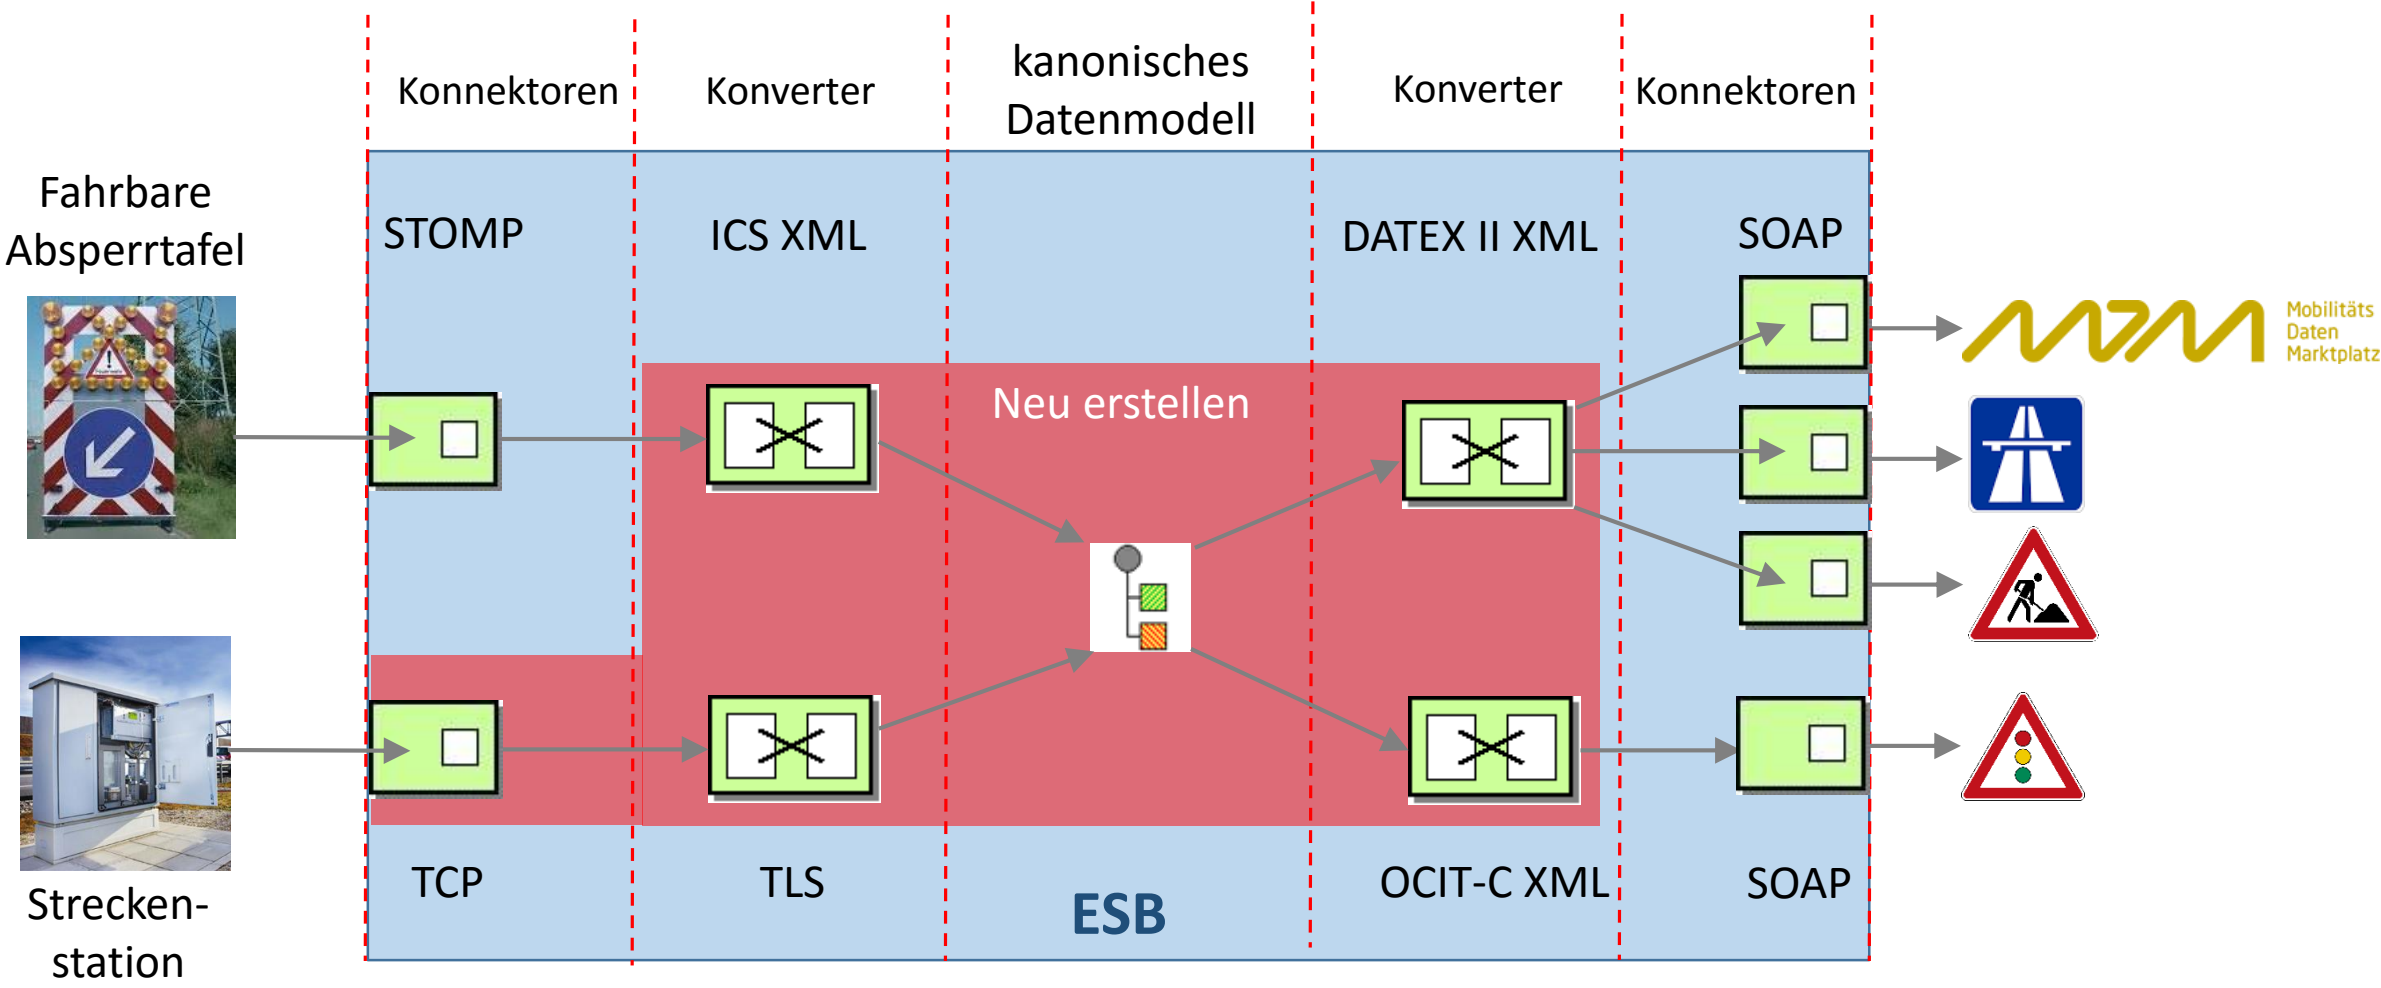 Konnektoren
Konverter
kanonisches
Datenmodell
Konverter
Konnektoren
Fahrbare
Absperrtafel
STOMP
ICS XML
DATEX II XML
SOAP
Neu erstellen
Mobilitäts
Daten
Marktplatz
TCP
TLS
ESB
OCIT-C XML
SOAP
Strecken-
station